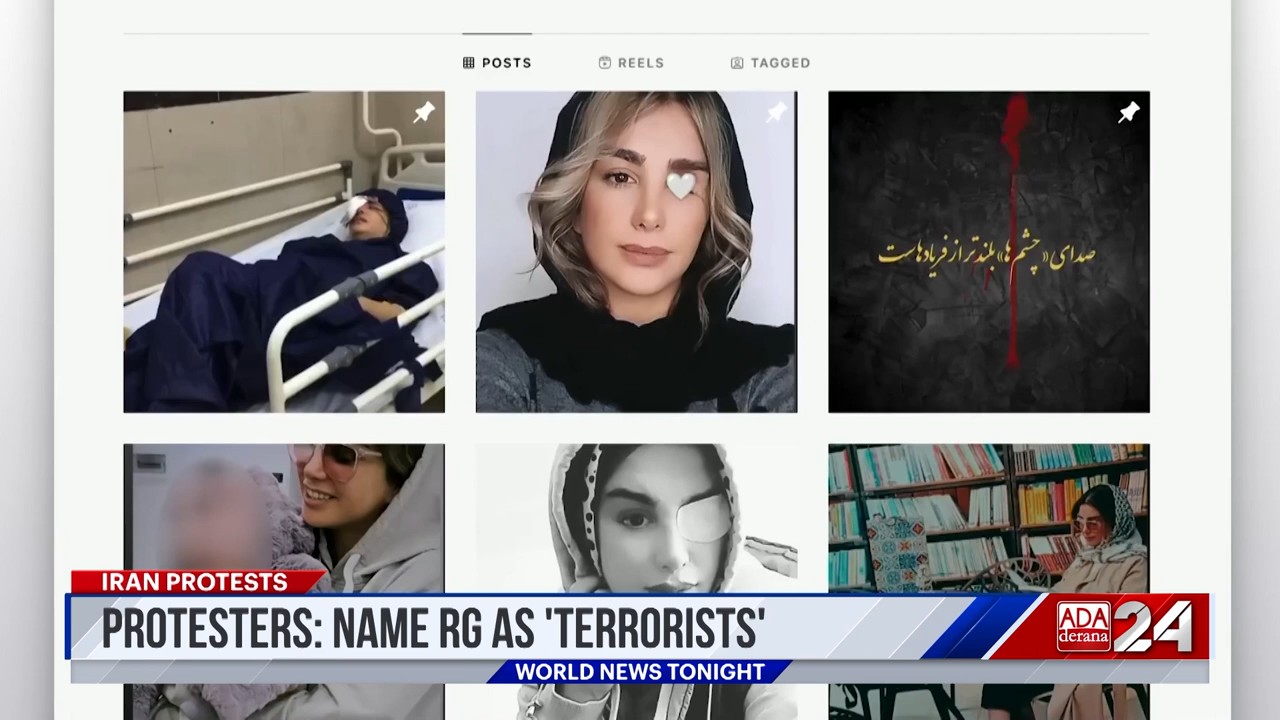 POSTS
REELS
TAGGED
صدای «چشم‌ها» بلندتر از فریادهاست
IRAN PROTESTS
PROTESTERS: NAME RG AS 'TERRORISTS'
ADA
derana
24
WORLD NEWS TONIGHT